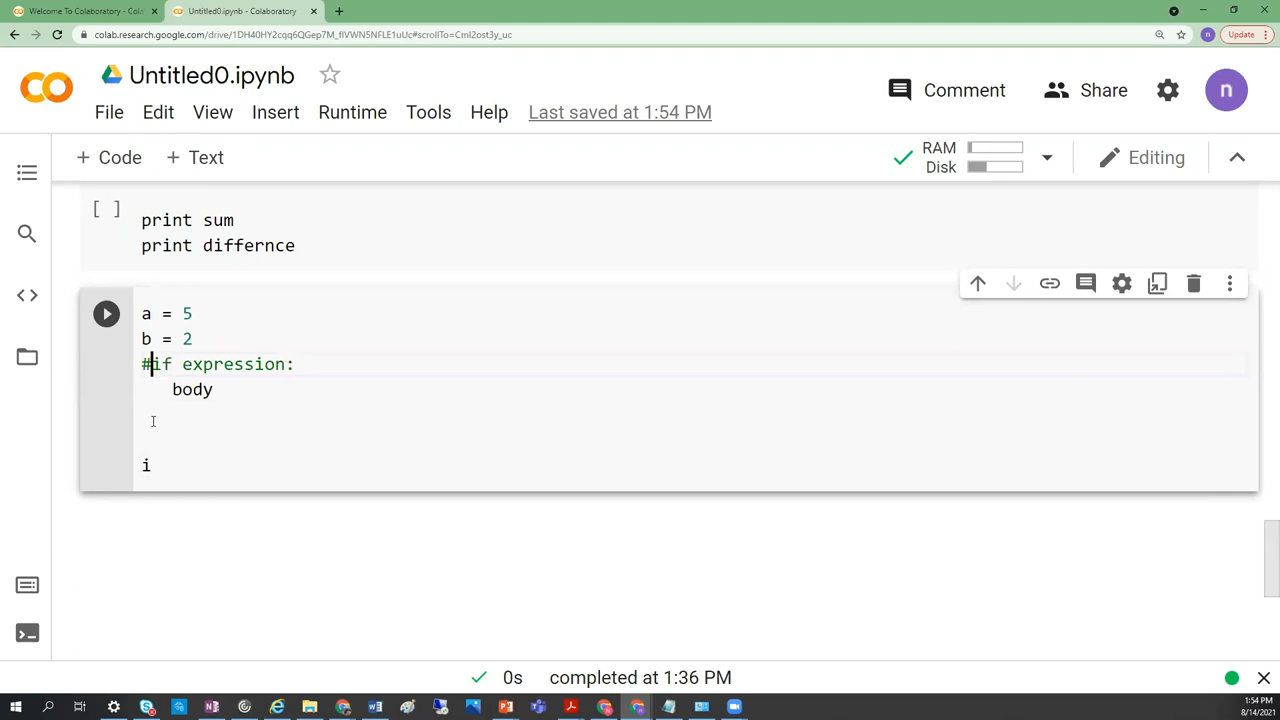 Welcome To Colaboratory - Cola
Untitled0.ipynb - Colaboratory
colab.research.google.com/drive/1DH40HY2cqq6QGep7M_fIVWN5NFLE1uUc#scrollTo=CmI2ost3y_uc
n
Update
Untitled0.ipynb
Comment
Share
n
File Edit View Insert Runtime Tools Help Last saved at 1:54 PM
+ Code + Text
RAM
Disk
Editing
[ ]
print sum
print differnce
a = 5
b = 2
#if expression:
body
i
0s completed at 1:36 PM
1:54 PM
8/14/2021